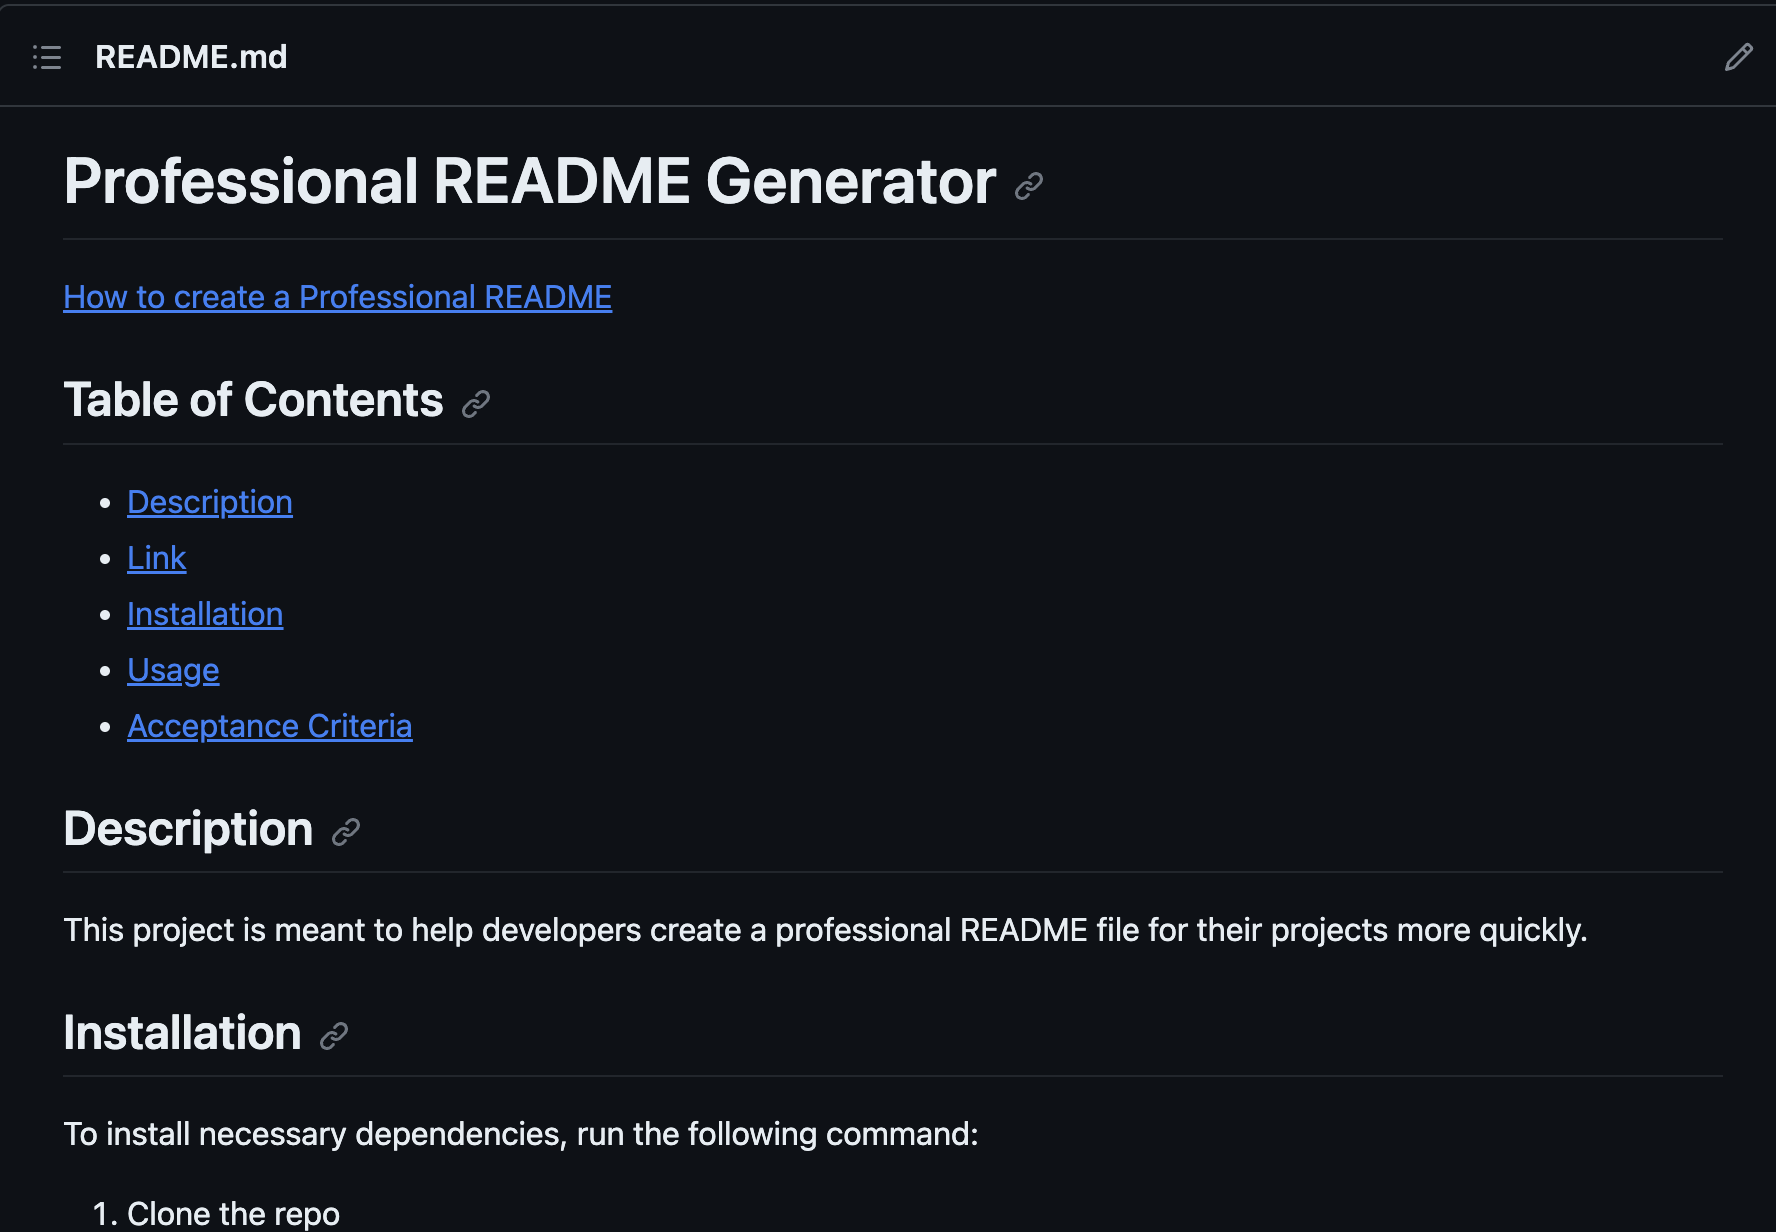 README.md
Professional README Generator
How to create a Professional README
Table of Contents
Description
Link
Installation
Usage
Acceptance Criteria
Description
This project is meant to help developers create a professional README file for their projects more quickly.
Installation
To install necessary dependencies, run the following command:
1. Clone the repo